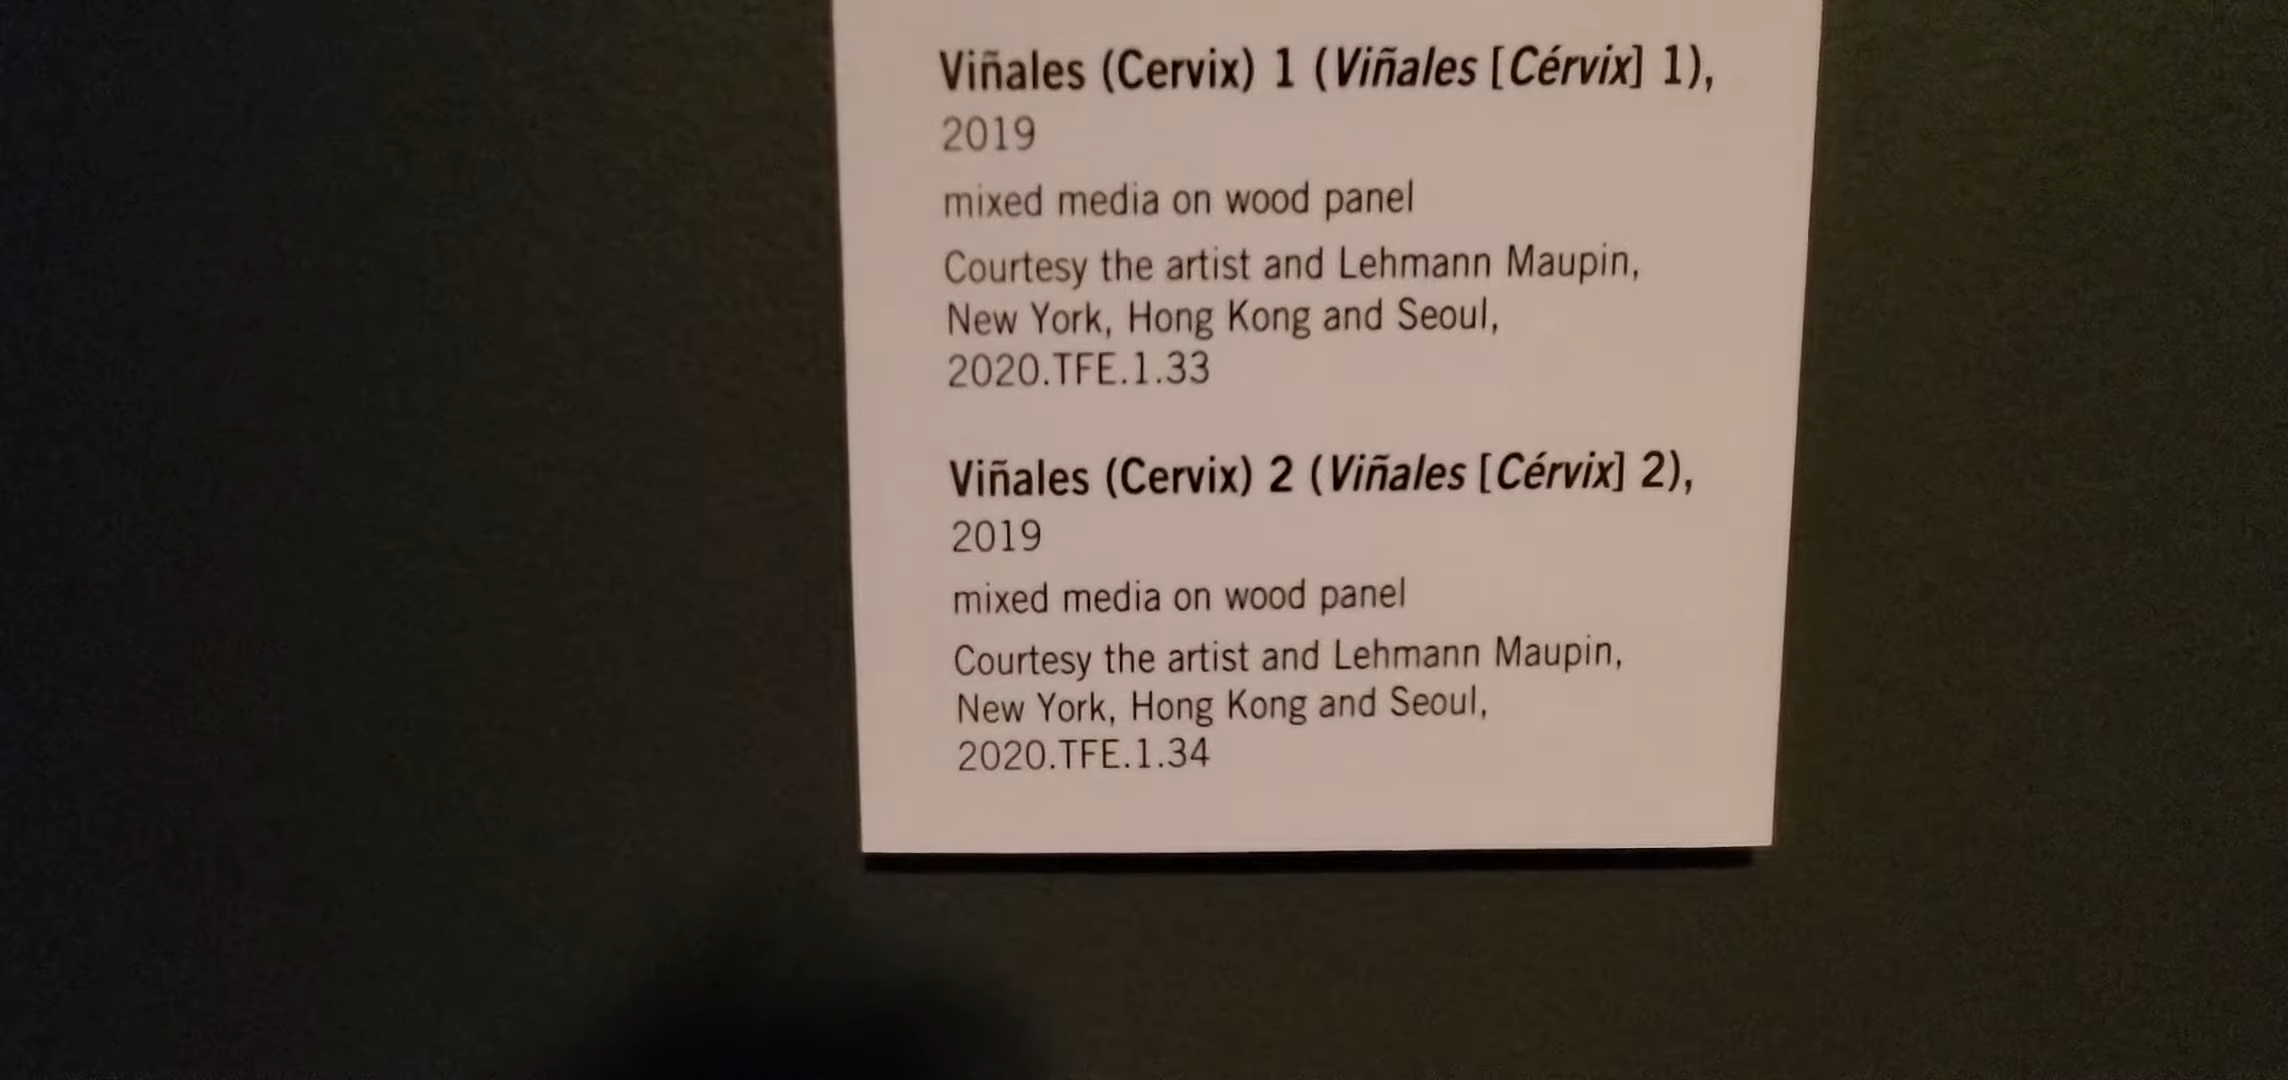 Viñales (Cervix) 1 (Viñales [Cérvix] 1),
2019
mixed media on wood panel
Courtesy the artist and Lehmann Maupin,
New York, Hong Kong and Seoul,
2020.TFE.1.33
Viñales (Cervix) 2 (Viñales [Cérvix] 2),
2019
mixed media on wood panel
Courtesy the artist and Lehmann Maupin,
New York, Hong Kong and Seoul,
2020.TFE.1.34